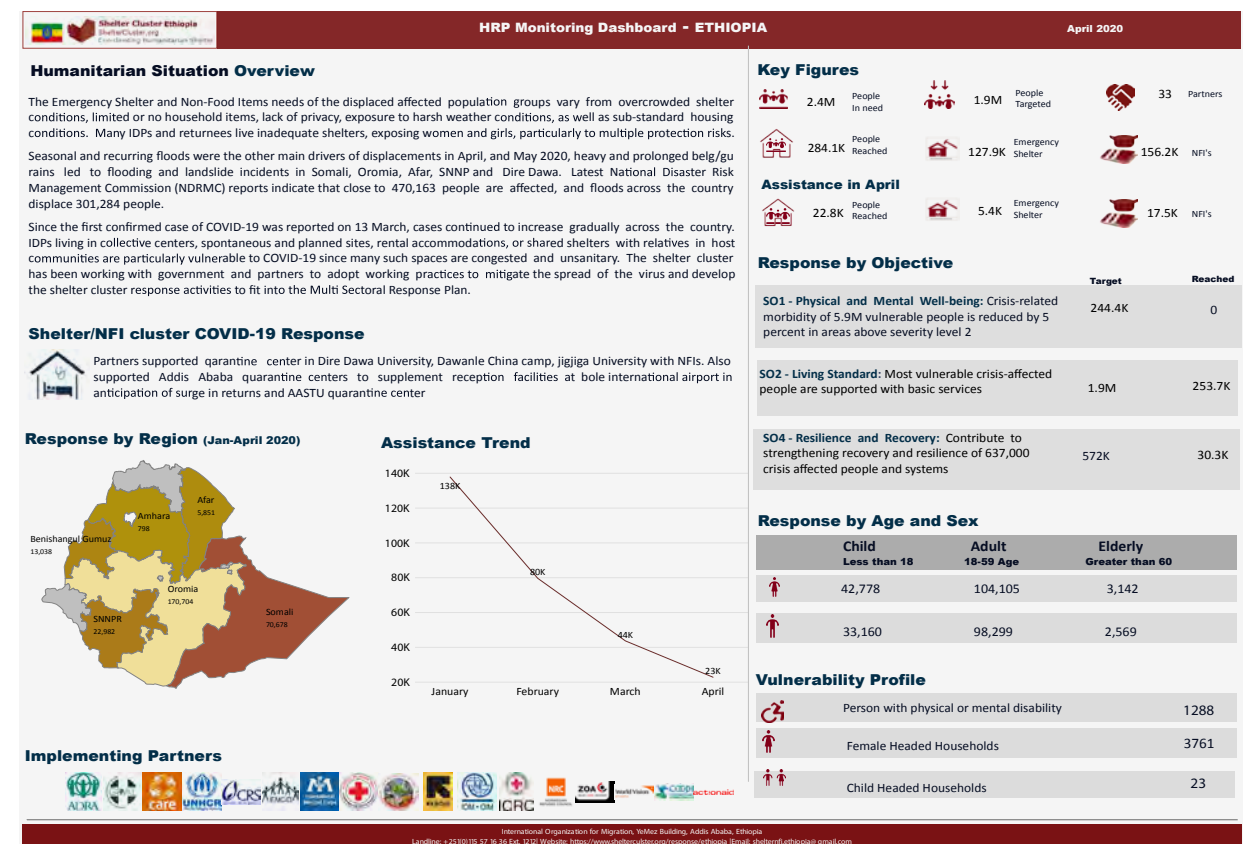 Shelter Cluster Ethiopia
ShelterCluster.org
Coordinating Humanitarian Shelter
HRP Monitoring Dashboard - ETHIOPIA
April 2020
Humanitarian Situation Overview
The Emergency Shelter and Non-Food Items needs of the displaced affected population groups vary from overcrowded shelter
conditions, limited or no household items, lack of privacy, exposure to harsh weather conditions, as well as sub-standard housing
conditions. Many IDPs and returnees live inadequate shelters, exposing women and girls, particularly to multiple protection risks.
Seasonal and recurring floods were the other main drivers of displacements in April, and May 2020, heavy and prolonged belg/gu
rains led to flooding and landslide incidents in Somali, Oromia, Afar, SNNP and Dire Dawa. Latest National Disaster Risk
Management Commission (NDRMC) reports indicate that close to 470,163 people are affected, and floods across the country
displace 301,284 people.
Since the first confirmed case of COVID-19 was reported on 13 March, cases continued to increase gradually across the country.
IDPs living in collective centers, spontaneous and planned sites, rental accommodations, or shared shelters with relatives in host
communities are particularly vulnerable to COVID-19 since many such spaces are congested and unsanitary. The shelter cluster
has been working with government and partners to adopt working practices to mitigate the spread of the virus and develop
the shelter cluster response activities to fit into the Multi Sectoral Response Plan.
Shelter/NFI cluster COVID-19 Response
Partners supported qarantine center in Dire Dawa University, Dawanle China camp, jigjiga University with NFIs. Also
supported Addis Ababa quarantine centers to supplement reception facilities at bole international airport in
anticipation of surge in returns and AASTU quarantine center
Response by Region (Jan-April 2020)
Afar
5,851
Amhara
798
Benishangul Gumuz
13,038
Oromia
170,704
Somali
70,678
SNNPR
22,982
Assistance Trend
140K
120K
100K
80K
60K
40K
20K
138K
80K
44K
23K
January February March April
Implementing Partners
ADRA
care
UNHCR
CRS
IOM • OIM
ICRC
NRC
ZOA
World Vision
actionaid
Key Figures
2.4M People In need
1.9M People Targeted
33 Partners
284.1K People Reached
127.9K Emergency Shelter
156.2K NFI's
Assistance in April
22.8K People Reached
5.4K Emergency Shelter
17.5K NFI's
Response by Objective
Target Reached
SO1 - Physical and Mental Well-being: Crisis-related
morbidity of 5.9M vulnerable people is reduced by 5
percent in areas above severity level 2
244.4K 0
SO2 - Living Standard: Most vulnerable crisis-affected
people are supported with basic services
1.9M 253.7K
SO4 - Resilience and Recovery: Contribute to
strengthening recovery and resilience of 637,000
crisis affected people and systems
572K 30.3K
Response by Age and Sex
Child Adult Elderly
Less than 18 18-59 Age Greater than 60
42,778 104,105 3,142
33,160 98,299 2,569
Vulnerability Profile
Person with physical or mental disability 1288
Female Headed Households 3761
Child Headed Households 23
International Organization for Migration, YeMez Building, Addis Ababa, Ethiopia
Landline: +251(0)115 57 16 36 Ext. 1212| Website: https://www.shelterculster.org/response/ethiopia |Email: shelternfi.ethiopia@gmail.com